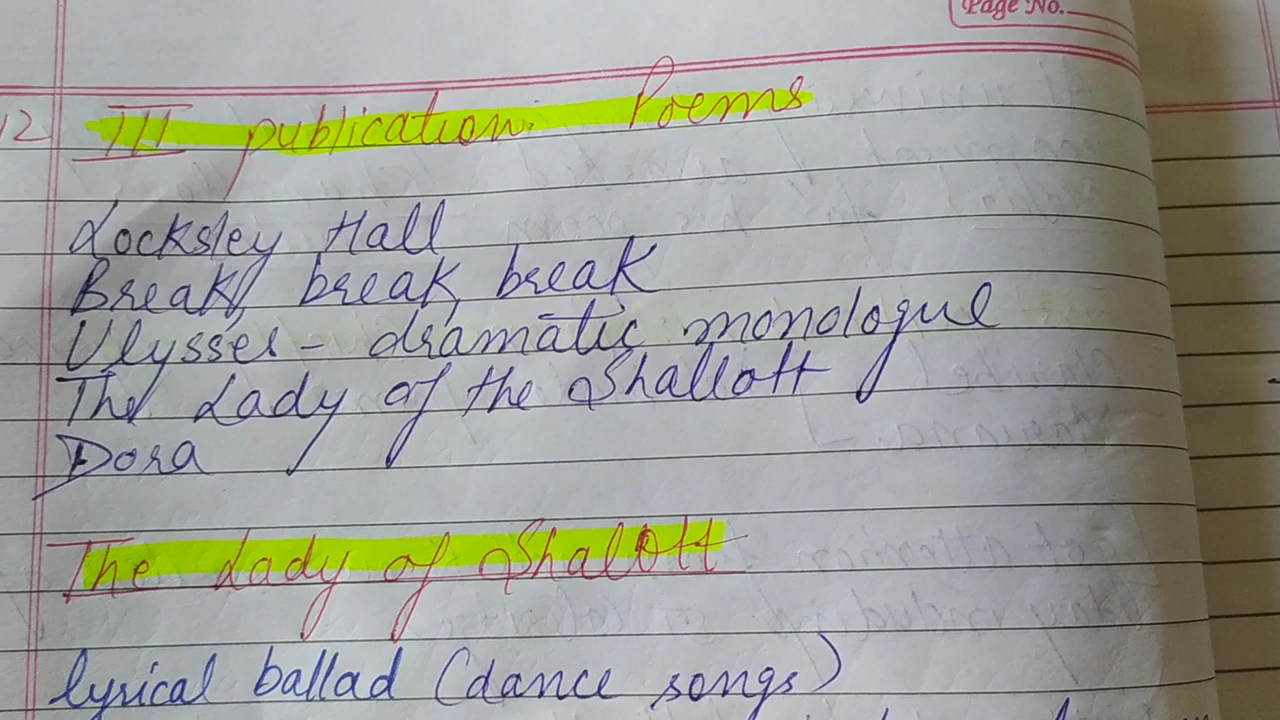 Page No.
12 III publication. Poems
Locksley Hall
Break, break, break
Ulysses - dramatic monologue
The Lady of the Shallott
Dora
The Lady of Shalott
lyrical ballad (dance songs)